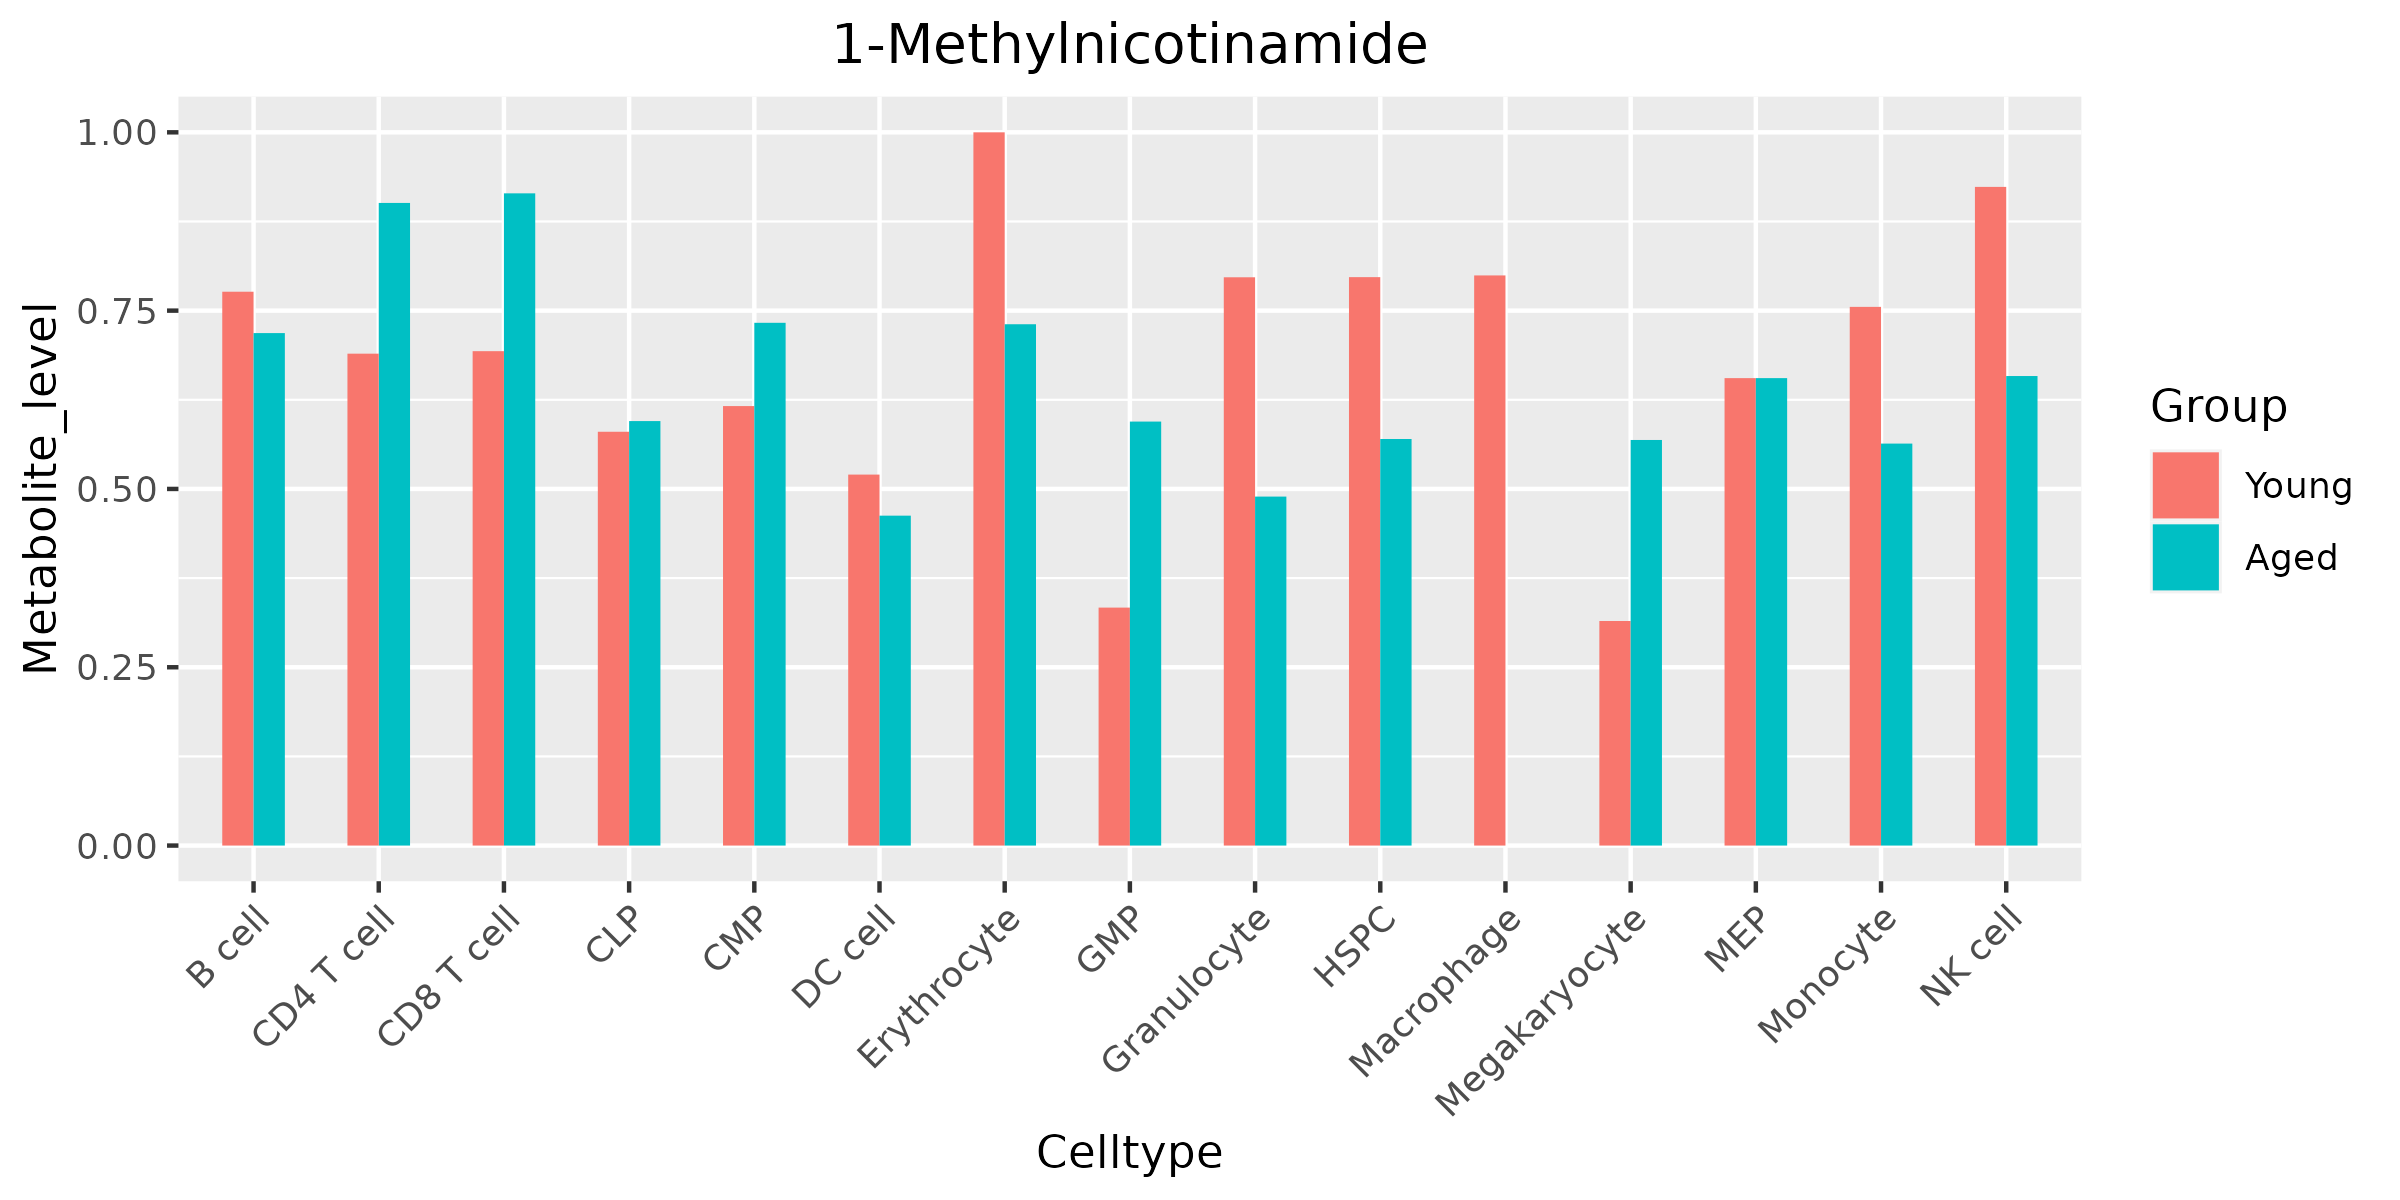 1-Methylnicotinamide
Metabolite_level
1.00
0.75
0.50
0.25
0.00
B cell
CD4 T cell
CD8 T cell
CLP
CMP
DC cell
Erythrocyte
GMP
Granulocyte
HSPC
Macrophage
Megakaryocyte
MEP
Monocyte
NK cell
Celltype
Group
Young
Aged